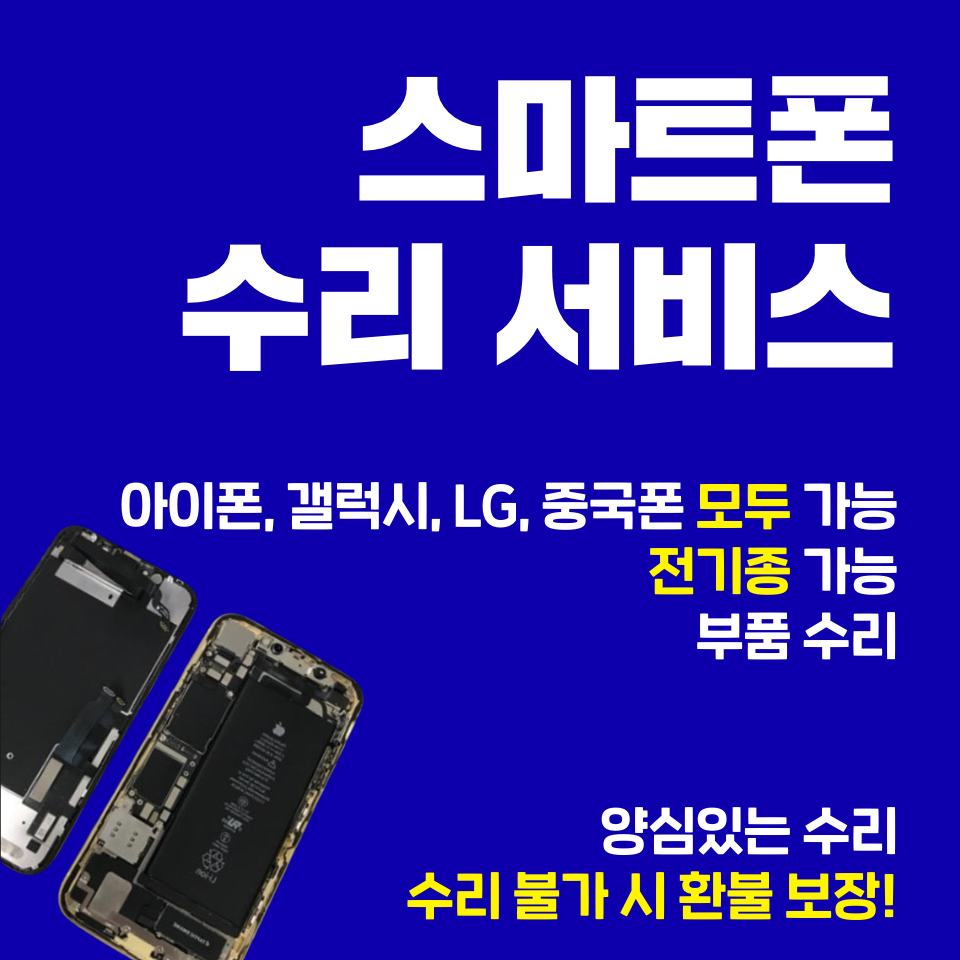 스마트폰
수리 서비스
아이폰, 갤럭시, LG, 중국폰 모두 가능
전기종 가능
부품 수리
양심있는 수리
수리 불가 시 환불 보장!
Li-ion